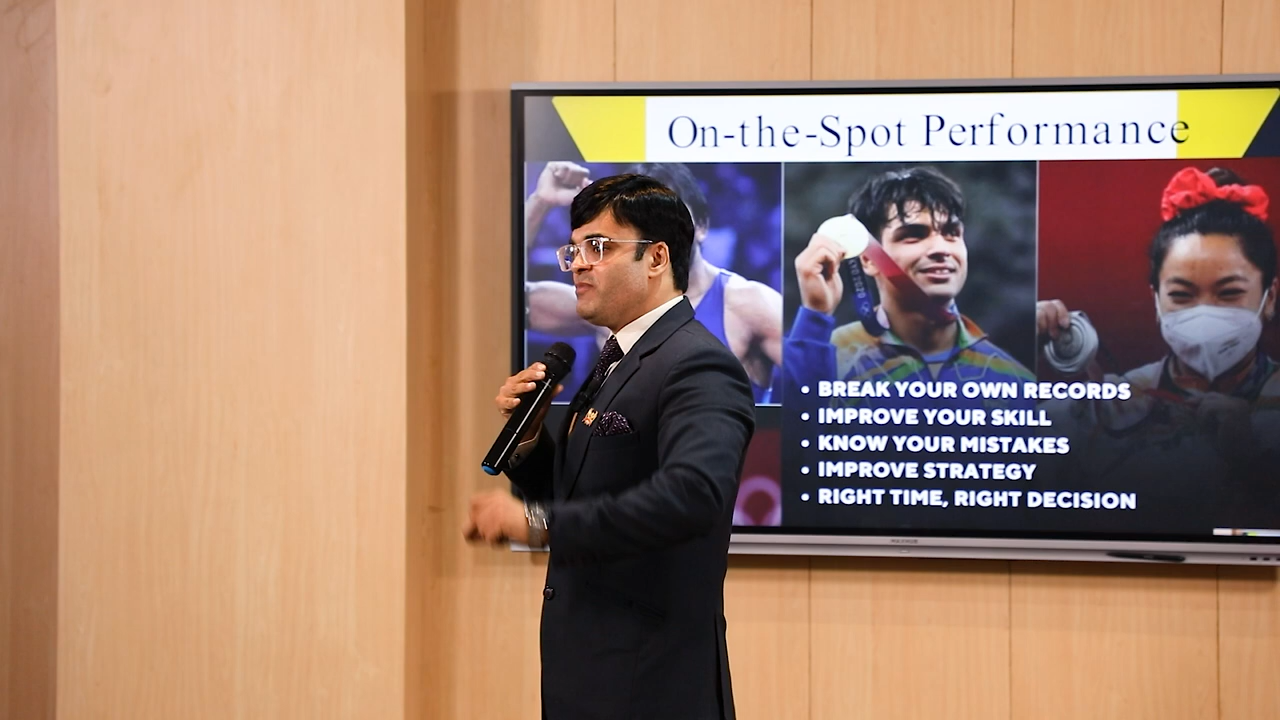 On-the-Spot Performance
• BREAK YOUR OWN RECORDS
• IMPROVE YOUR SKILL
• KNOW YOUR MISTAKES
• IMPROVE STRATEGY
• RIGHT TIME, RIGHT DECISION